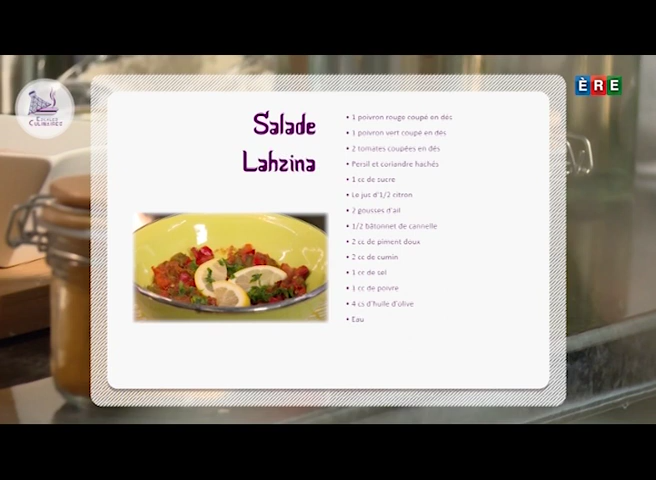 ÈRE
Escales
Culinaires
Salade
Lahzina
• 1 poivron rouge coupé en dés
• 1 poivron vert coupé en dés
• 2 tomates coupées en dés
• Persil et coriandre hachés
• 1 cc de sucre
• Le jus d'1/2 citron
• 2 gousses d'ail
• 1/2 bâtonnet de cannelle
• 2 cc de piment doux
• 2 cc de cumin
• 1 cc de sel
• 1 cc de poivre
• 4 cs d'huile d'olive
• Eau